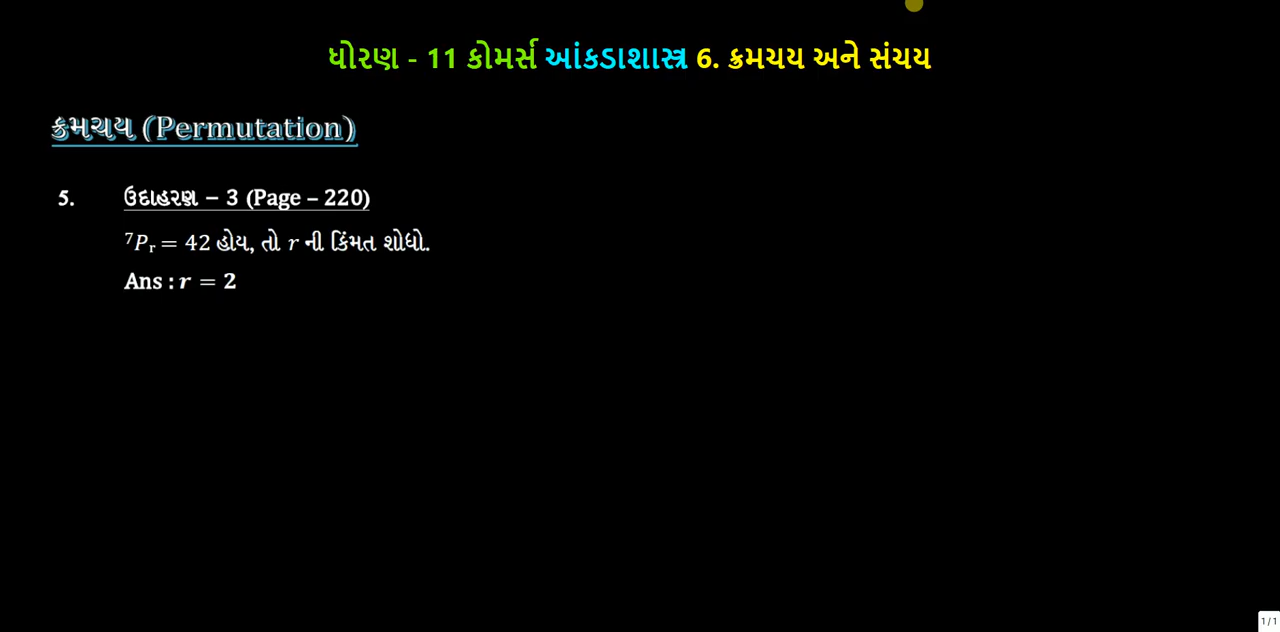 ધોરણ - 11 કોમર્સ આંકડાશાસ્ત્ર 6. ક્રમચય અને સંચય
ક્રમચય (Permutation)
5. ઉદાહરણ – 3 (Page – 220)
⁷Pᵣ = 42 હોય, તો r ની કિંમત શોધો.
Ans : r = 2
1 / 1